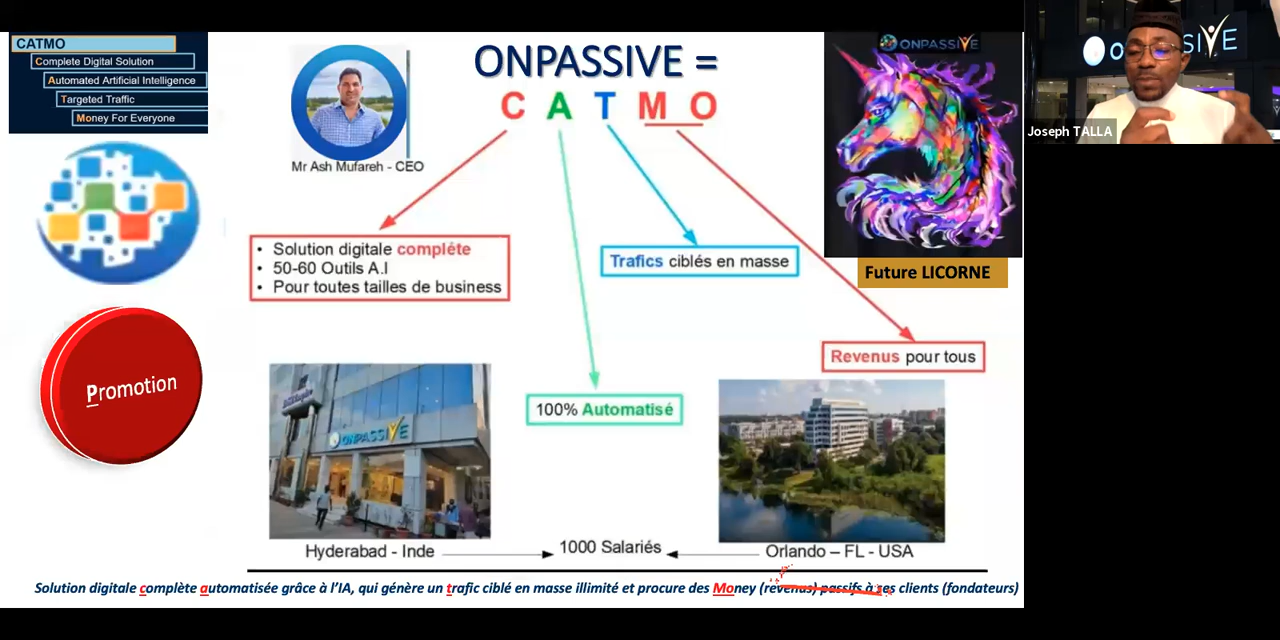 CATMO
Complete Digital Solution
Automated Artificial Intelligence
Targeted Traffic
Money For Everyone
ONPASSIVE =
C A T M O
Mr Ash Mufareh - CEO
ONPASSIVE
Future LICORNE
Joseph TALLA
• Solution digitale compléte
• 50-60 Outils A.I
• Pour toutes tailles de business
Trafics ciblés en masse
Revenus pour tous
100% Automatisé
Promotion
ONPASSIVE
Hyderabad - Inde
1000 Salariés
Orlando – FL - USA
Solution digitale complète automatisée grâce à l'IA, qui génère un trafic ciblé en masse illimité et procure des Money (revenus) passifs à ses clients (fondateurs)